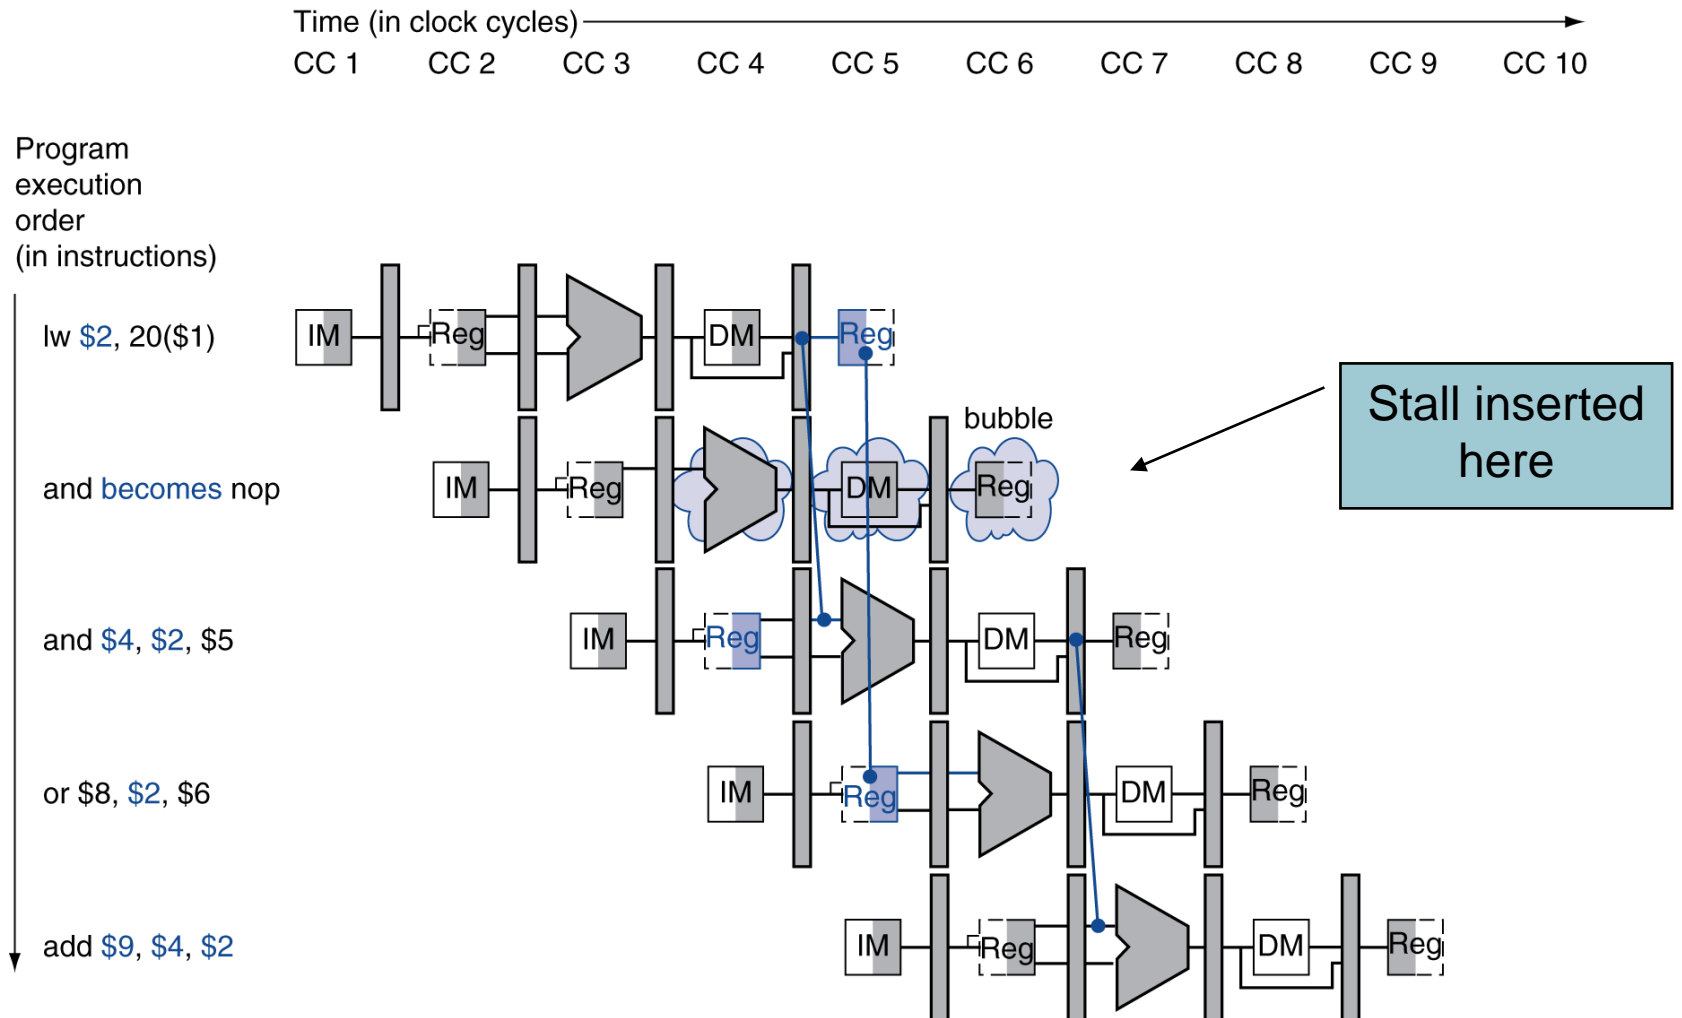 Time (in clock cycles)
CC 1 CC 2 CC 3 CC 4 CC 5 CC 6 CC 7 CC 8 CC 9 CC 10
Program
execution
order
(in instructions)
lw $2, 20($1)
IM Reg DM Reg
Stall inserted
here
bubble
and becomes nop
IM Reg DM Reg
and $4, $2, $5
IM Reg DM Reg
or $8, $2, $6
IM Reg DM Reg
add $9, $4, $2
IM Reg DM Reg